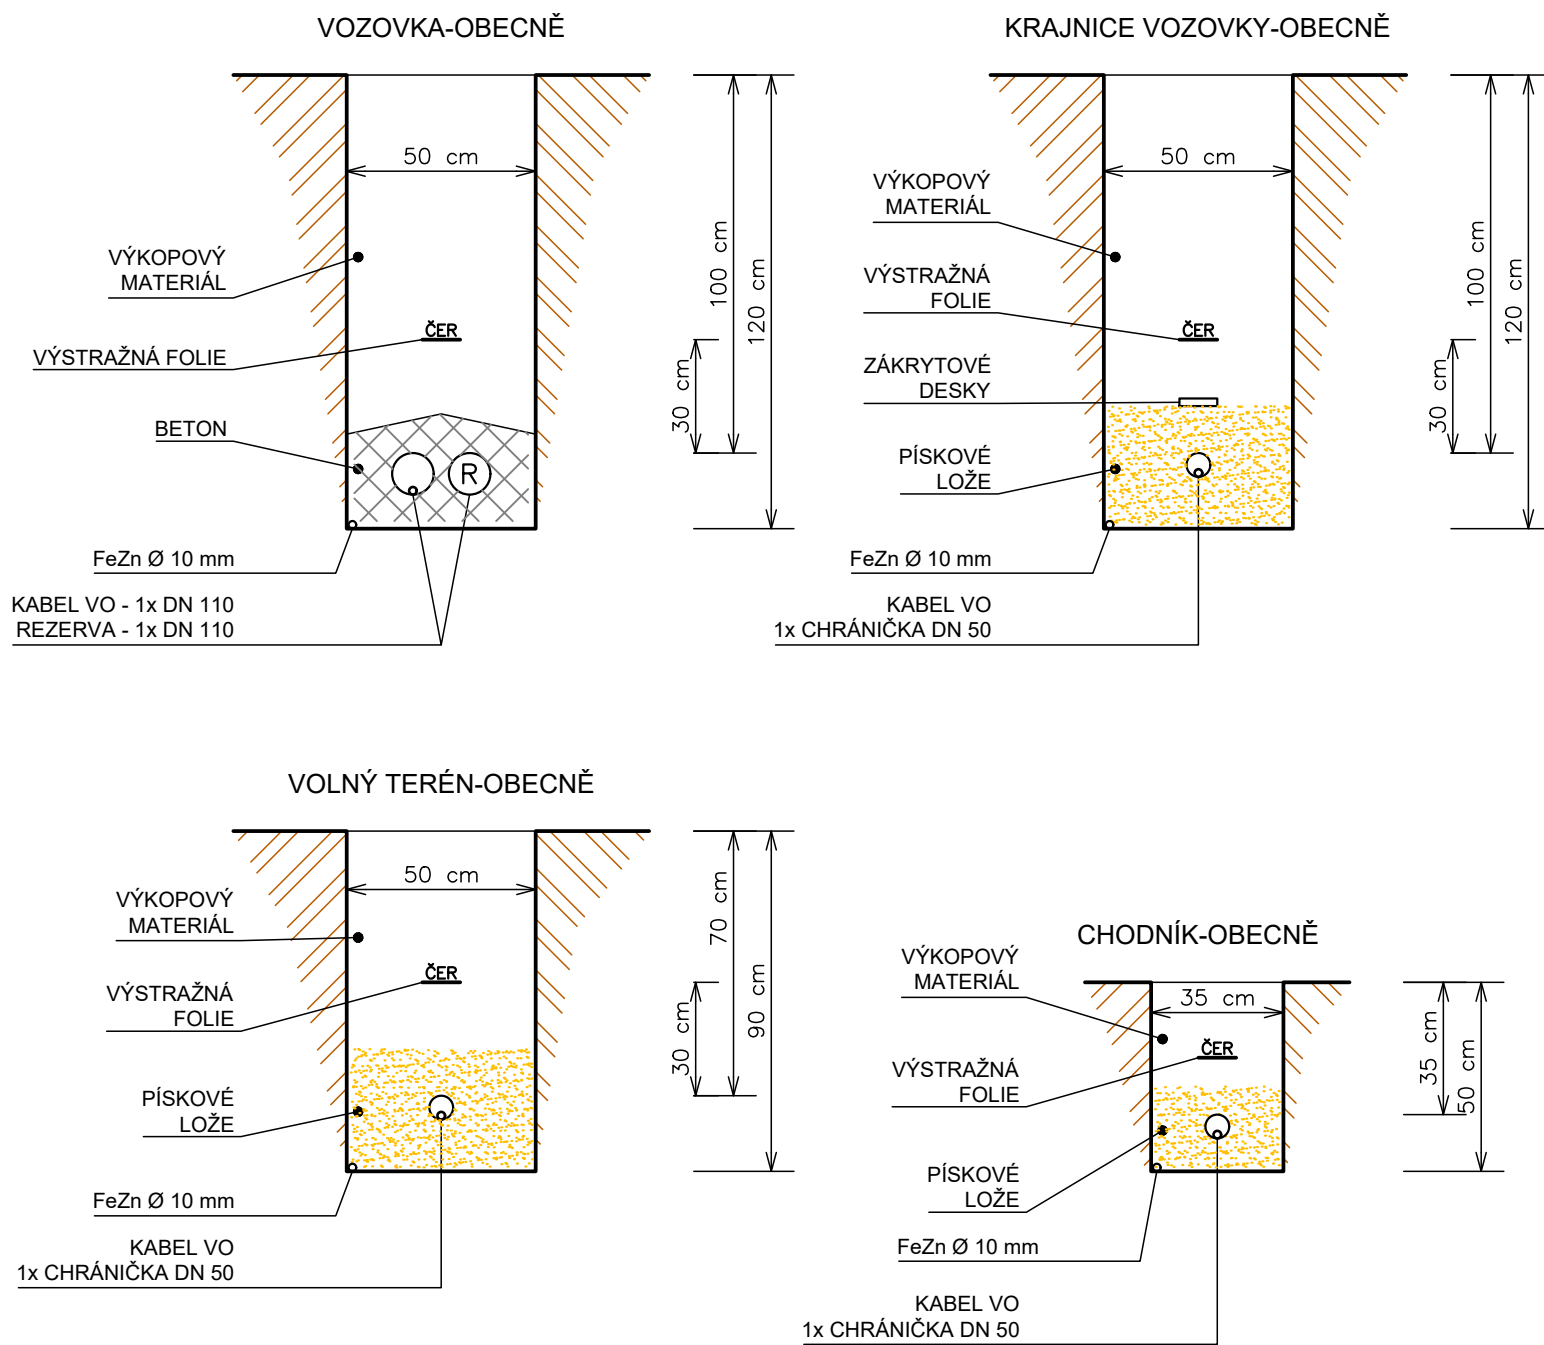 VOZOVKA-OBECNĚ
50 cm
VÝKOPOVÝ
MATERIÁL
ČER
VÝSTRAŽNÁ FOLIE
BETON
R
FeZn Ø 10 mm
KABEL VO - 1x DN 110
REZERVA - 1x DN 110
100 cm
120 cm
30 cm
KRAJNICE VOZOVKY-OBECNĚ
50 cm
VÝKOPOVÝ
MATERIÁL
VÝSTRAŽNÁ
FOLIE
ČER
ZÁKRYTOVÉ
DESKY
PÍSKOVÉ
LOŽE
FeZn Ø 10 mm
KABEL VO
1x CHRÁNIČKA DN 50
100 cm
120 cm
30 cm
VOLNÝ TERÉN-OBECNĚ
50 cm
VÝKOPOVÝ
MATERIÁL
ČER
VÝSTRAŽNÁ
FOLIE
PÍSKOVÉ
LOŽE
FeZn Ø 10 mm
KABEL VO
1x CHRÁNIČKA DN 50
70 cm
90 cm
30 cm
CHODNÍK-OBECNĚ
VÝKOPOVÝ
MATERIÁL
35 cm
ČER
VÝSTRAŽNÁ
FOLIE
PÍSKOVÉ
LOŽE
FeZn Ø 10 mm
KABEL VO
1x CHRÁNIČKA DN 50
35 cm
50 cm